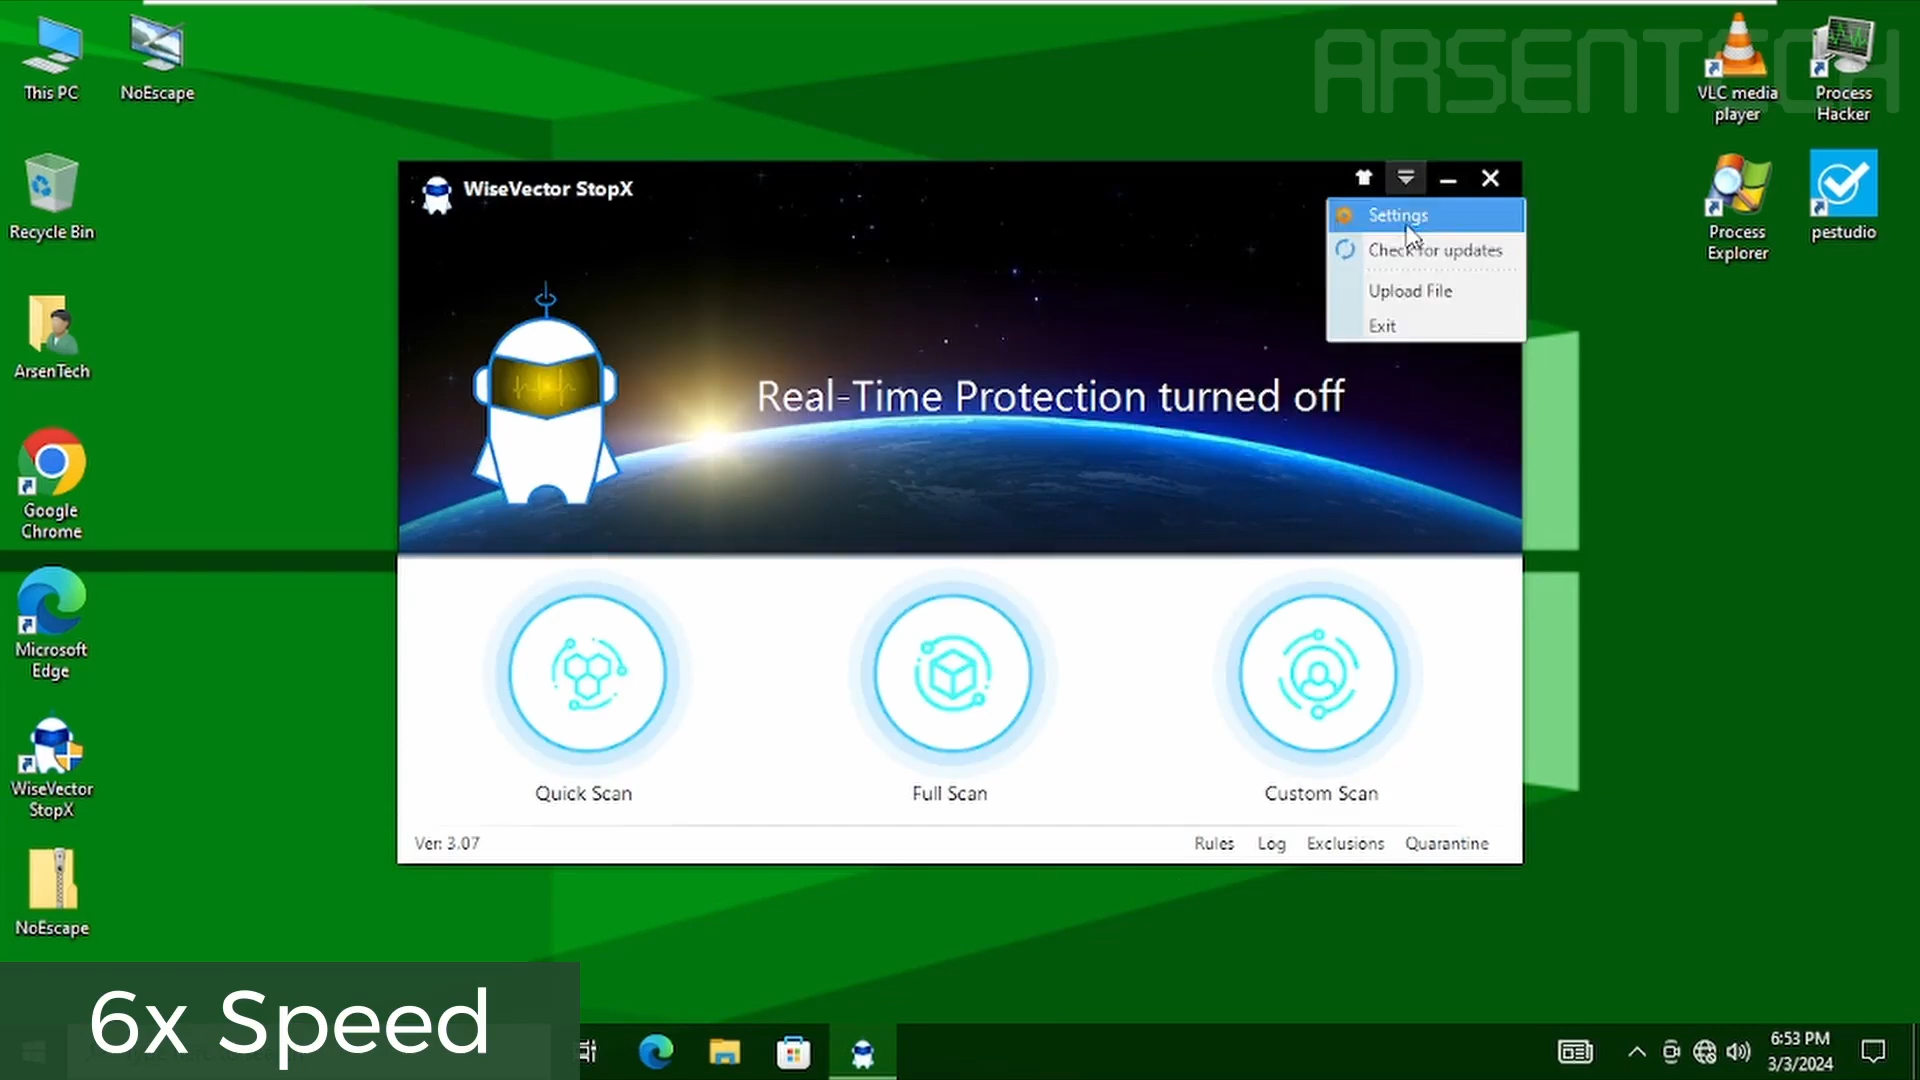 ARSENTECH
This PC
NoEscape
VLC media
player
Process
Hacker
Recycle Bin
Process
Explorer
pestudio
ArsenTech
Google
Chrome
Microsoft
Edge
WiseVector
StopX
NoEscape
WiseVector StopX
Settings
Check for updates
Upload File
Exit
Real-Time Protection turned off
Quick Scan
Full Scan
Custom Scan
Ver: 3.07
Rules
Log
Exclusions
Quarantine
6x Speed
6:53 PM
3/3/2024